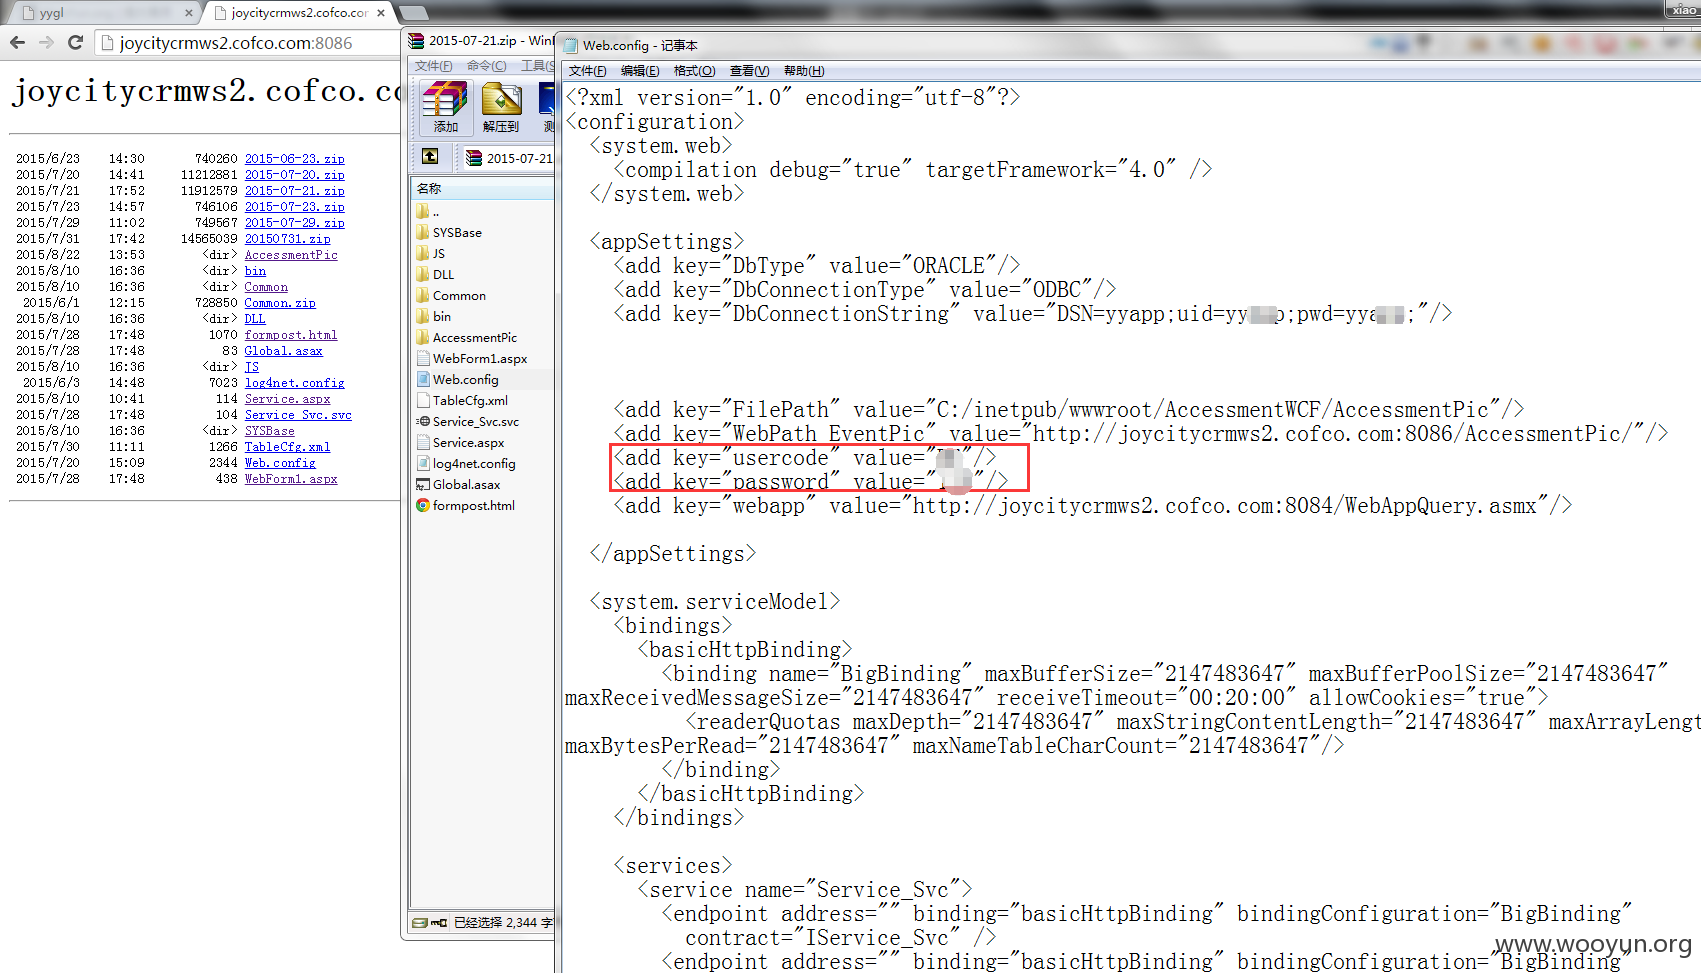 yygl
joycitycrmws2.cofco.cor
xiao
joycitycrmws2.cofco.com:8086
joycitycrmws2.cofco.co
2015/6/23 14:30 740260 2015-06-23.zip
2015/7/20 14:41 11212881 2015-07-20.zip
2015/7/21 17:52 11912579 2015-07-21.zip
2015/7/23 14:57 746106 2015-07-23.zip
2015/7/29 11:02 749567 2015-07-29.zip
2015/7/31 17:42 14565039 20150731.zip
2015/8/22 13:53 <dir> AccessmentPic
2015/8/10 16:36 <dir> bin
2015/8/10 16:36 <dir> Common
2015/6/1 12:15 728850 Common.zip
2015/8/10 16:36 <dir> DLL
2015/7/28 17:48 1070 formpost.html
2015/7/28 17:48 83 Global.asax
2015/8/10 16:36 <dir> JS
2015/6/3 14:48 7023 log4net.config
2015/8/10 10:41 114 Service.aspx
2015/7/28 17:48 104 Service_Svc.svc
2015/8/10 16:36 <dir> SYSBase
2015/7/30 11:11 1266 TableCfg.xml
2015/7/20 15:09 2344 Web.config
2015/7/28 17:48 438 WebForm1.aspx
2015-07-21.zip - Winl
文件(F) 命令(C) 工具(S
添加 解压到 测
2015-07-21
名称
..
SYSBase
JS
DLL
Common
bin
AccessmentPic
WebForm1.aspx
Web.config
TableCfg.xml
Service_Svc.svc
Service.aspx
log4net.config
Global.asax
formpost.html
已经选择 2,344 字
Web.config - 记事本
文件(F) 编辑(E) 格式(O) 查看(V) 帮助(H)
<?xml version="1.0" encoding="utf-8"?>
<configuration>
<system.web>
<compilation debug="true" targetFramework="4.0" />
</system.web>
<appSettings>
<add key="DbType" value="ORACLE"/>
<add key="DbConnectionType" value="ODBC"/>
<add key="DbConnectionString" value="DSN=yyapp;uid=yy p;pwd=yya ;"/>
<add key="FilePath" value="C:/inetpub/wwwroot/AccessmentWCF/AccessmentPic"/>
<add key="WebPath_EventPic" value="http://joycitycrmws2.cofco.com:8086/AccessmentPic/"/>
<add key="usercode" value=" "/>
<add key="password" value=" "/>
<add key="webapp" value="http://joycitycrmws2.cofco.com:8084/WebAppQuery.asmx"/>
</appSettings>
<system.serviceModel>
<bindings>
<basicHttpBinding>
<binding name="BigBinding" maxBufferSize="2147483647" maxBufferPoolSize="2147483647"
maxReceivedMessageSize="2147483647" receiveTimeout="00:20:00" allowCookies="true">
<readerQuotas maxDepth="2147483647" maxStringContentLength="2147483647" maxArrayLengt
maxBytesPerRead="2147483647" maxNameTableCharCount="2147483647"/>
</binding>
</basicHttpBinding>
</bindings>
<services>
<service name="Service_Svc">
<endpoint address="" binding="basicHttpBinding" bindingConfiguration="BigBinding"
contract="IService_Svc" />
<endpoint address="" binding="basicHttpBinding" bindingConfiguration="BigBinding"
www.wooyun.org